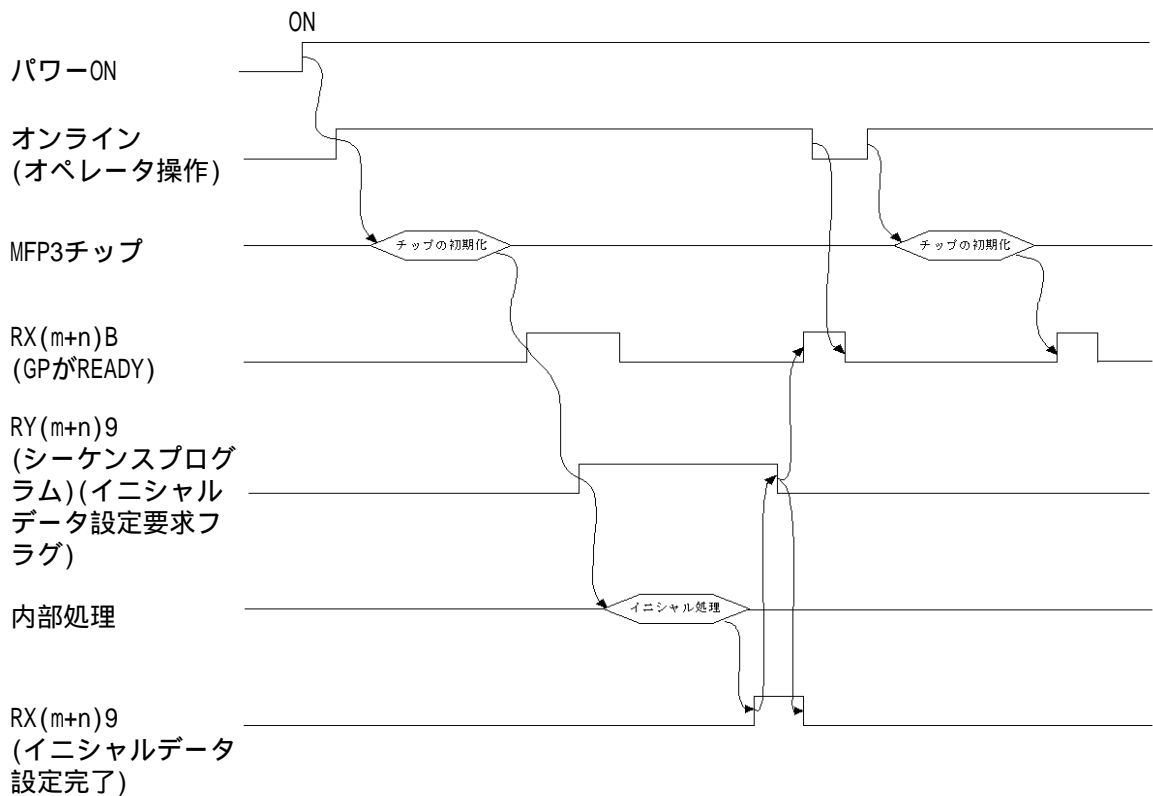 ON
パワーON
オンライン
(オペレータ操作)
MFP3チップ
チップの初期化
チップの初期化
RX(m+n)B
(GPがREADY)
RY(m+n)9
(シーケンスプログ
ラム)(イニシャル
データ設定要求フ
ラグ)
内部処理
イニシャル処理
RX(m+n)9
(イニシャルデータ
設定完了)